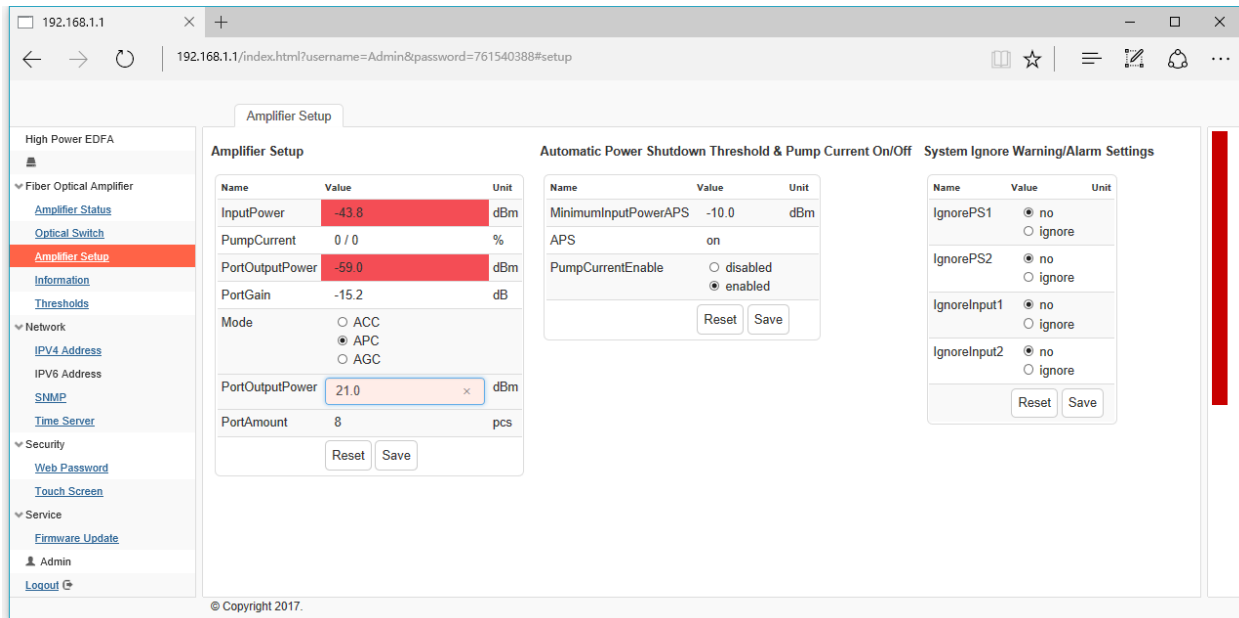 192.168.1.1
192.168.1.1/index.html?username=Admin&password=761540388#setup
Amplifier Setup
High Power EDFA
Fiber Optical Amplifier
Amplifier Status
Optical Switch
Amplifier Setup
Information
Thresholds
Network
IPV4 Address
IPV6 Address
SNMP
Time Server
Security
Web Password
Touch Screen
Service
Firmware Update
Admin
Logout
Amplifier Setup
Name Value Unit
InputPower -43.8 dBm
PumpCurrent 0 / 0 %
PortOutputPower -59.0 dBm
PortGain -15.2 dB
Mode ACC
APC
AGC
PortOutputPower 21.0 × dBm
PortAmount 8 pcs
Reset Save
Automatic Power Shutdown Threshold & Pump Current On/Off
Name Value Unit
MinimumInputPowerAPS -10.0 dBm
APS on
PumpCurrentEnable disabled
enabled
Reset Save
System Ignore Warning/Alarm Settings
Name Value Unit
IgnorePS1 no
ignore
IgnorePS2 no
ignore
IgnoreInput1 no
ignore
IgnoreInput2 no
ignore
Reset Save
© Copyright 2017.